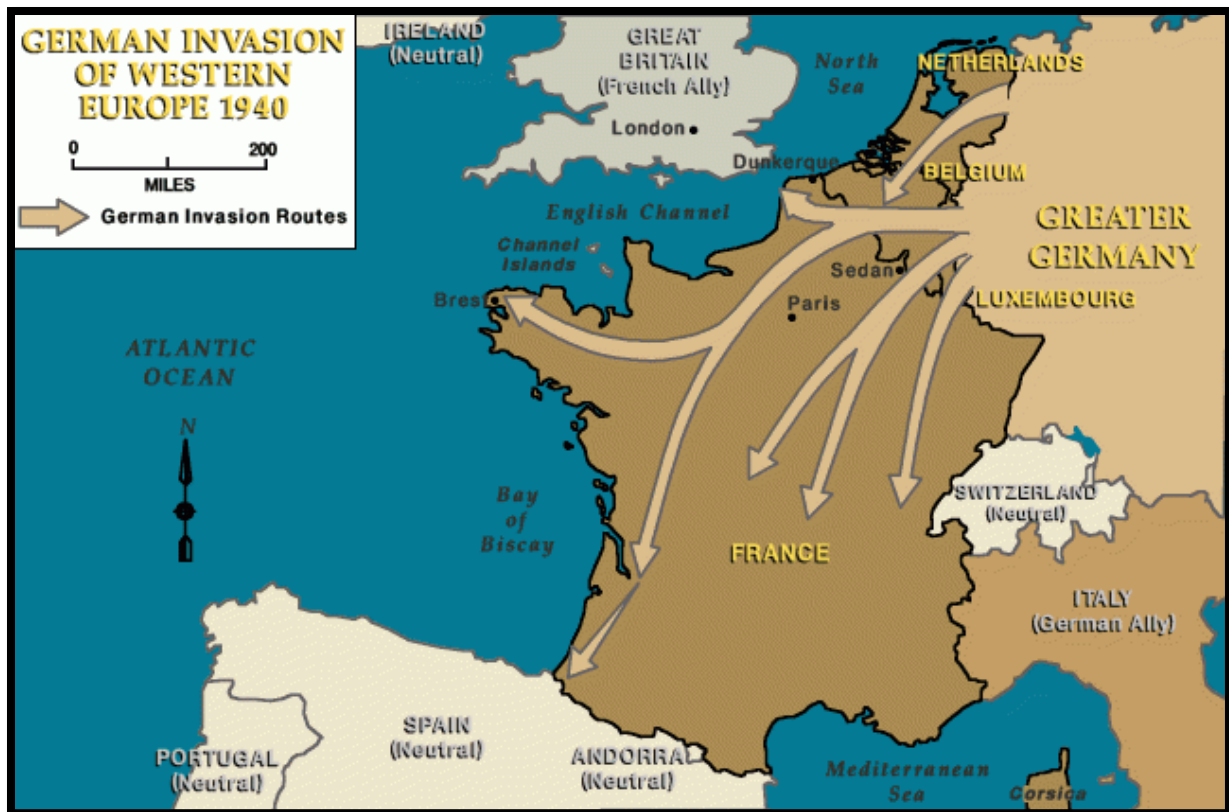 GERMAN INVASION
OF WESTERN
EUROPE 1940
0 200
MILES
German Invasion Routes
IRELAND
(Neutral)
GREAT
BRITAIN
(French Ally)
London
North
Sea
NETHERLANDS
Dunkerque
BELGIUM
English Channel
GREATER
GERMANY
Channel
Islands
Sedan
Brest
Paris
LUXEMBOURG
ATLANTIC
OCEAN
N
Bay
of
Biscay
SWITZERLAND
(Neutral)
FRANCE
ITALY
(German Ally)
SPAIN
(Neutral)
PORTUGAL
(Neutral)
ANDORRA
(Neutral)
Mediterranean
Sea
Corsica